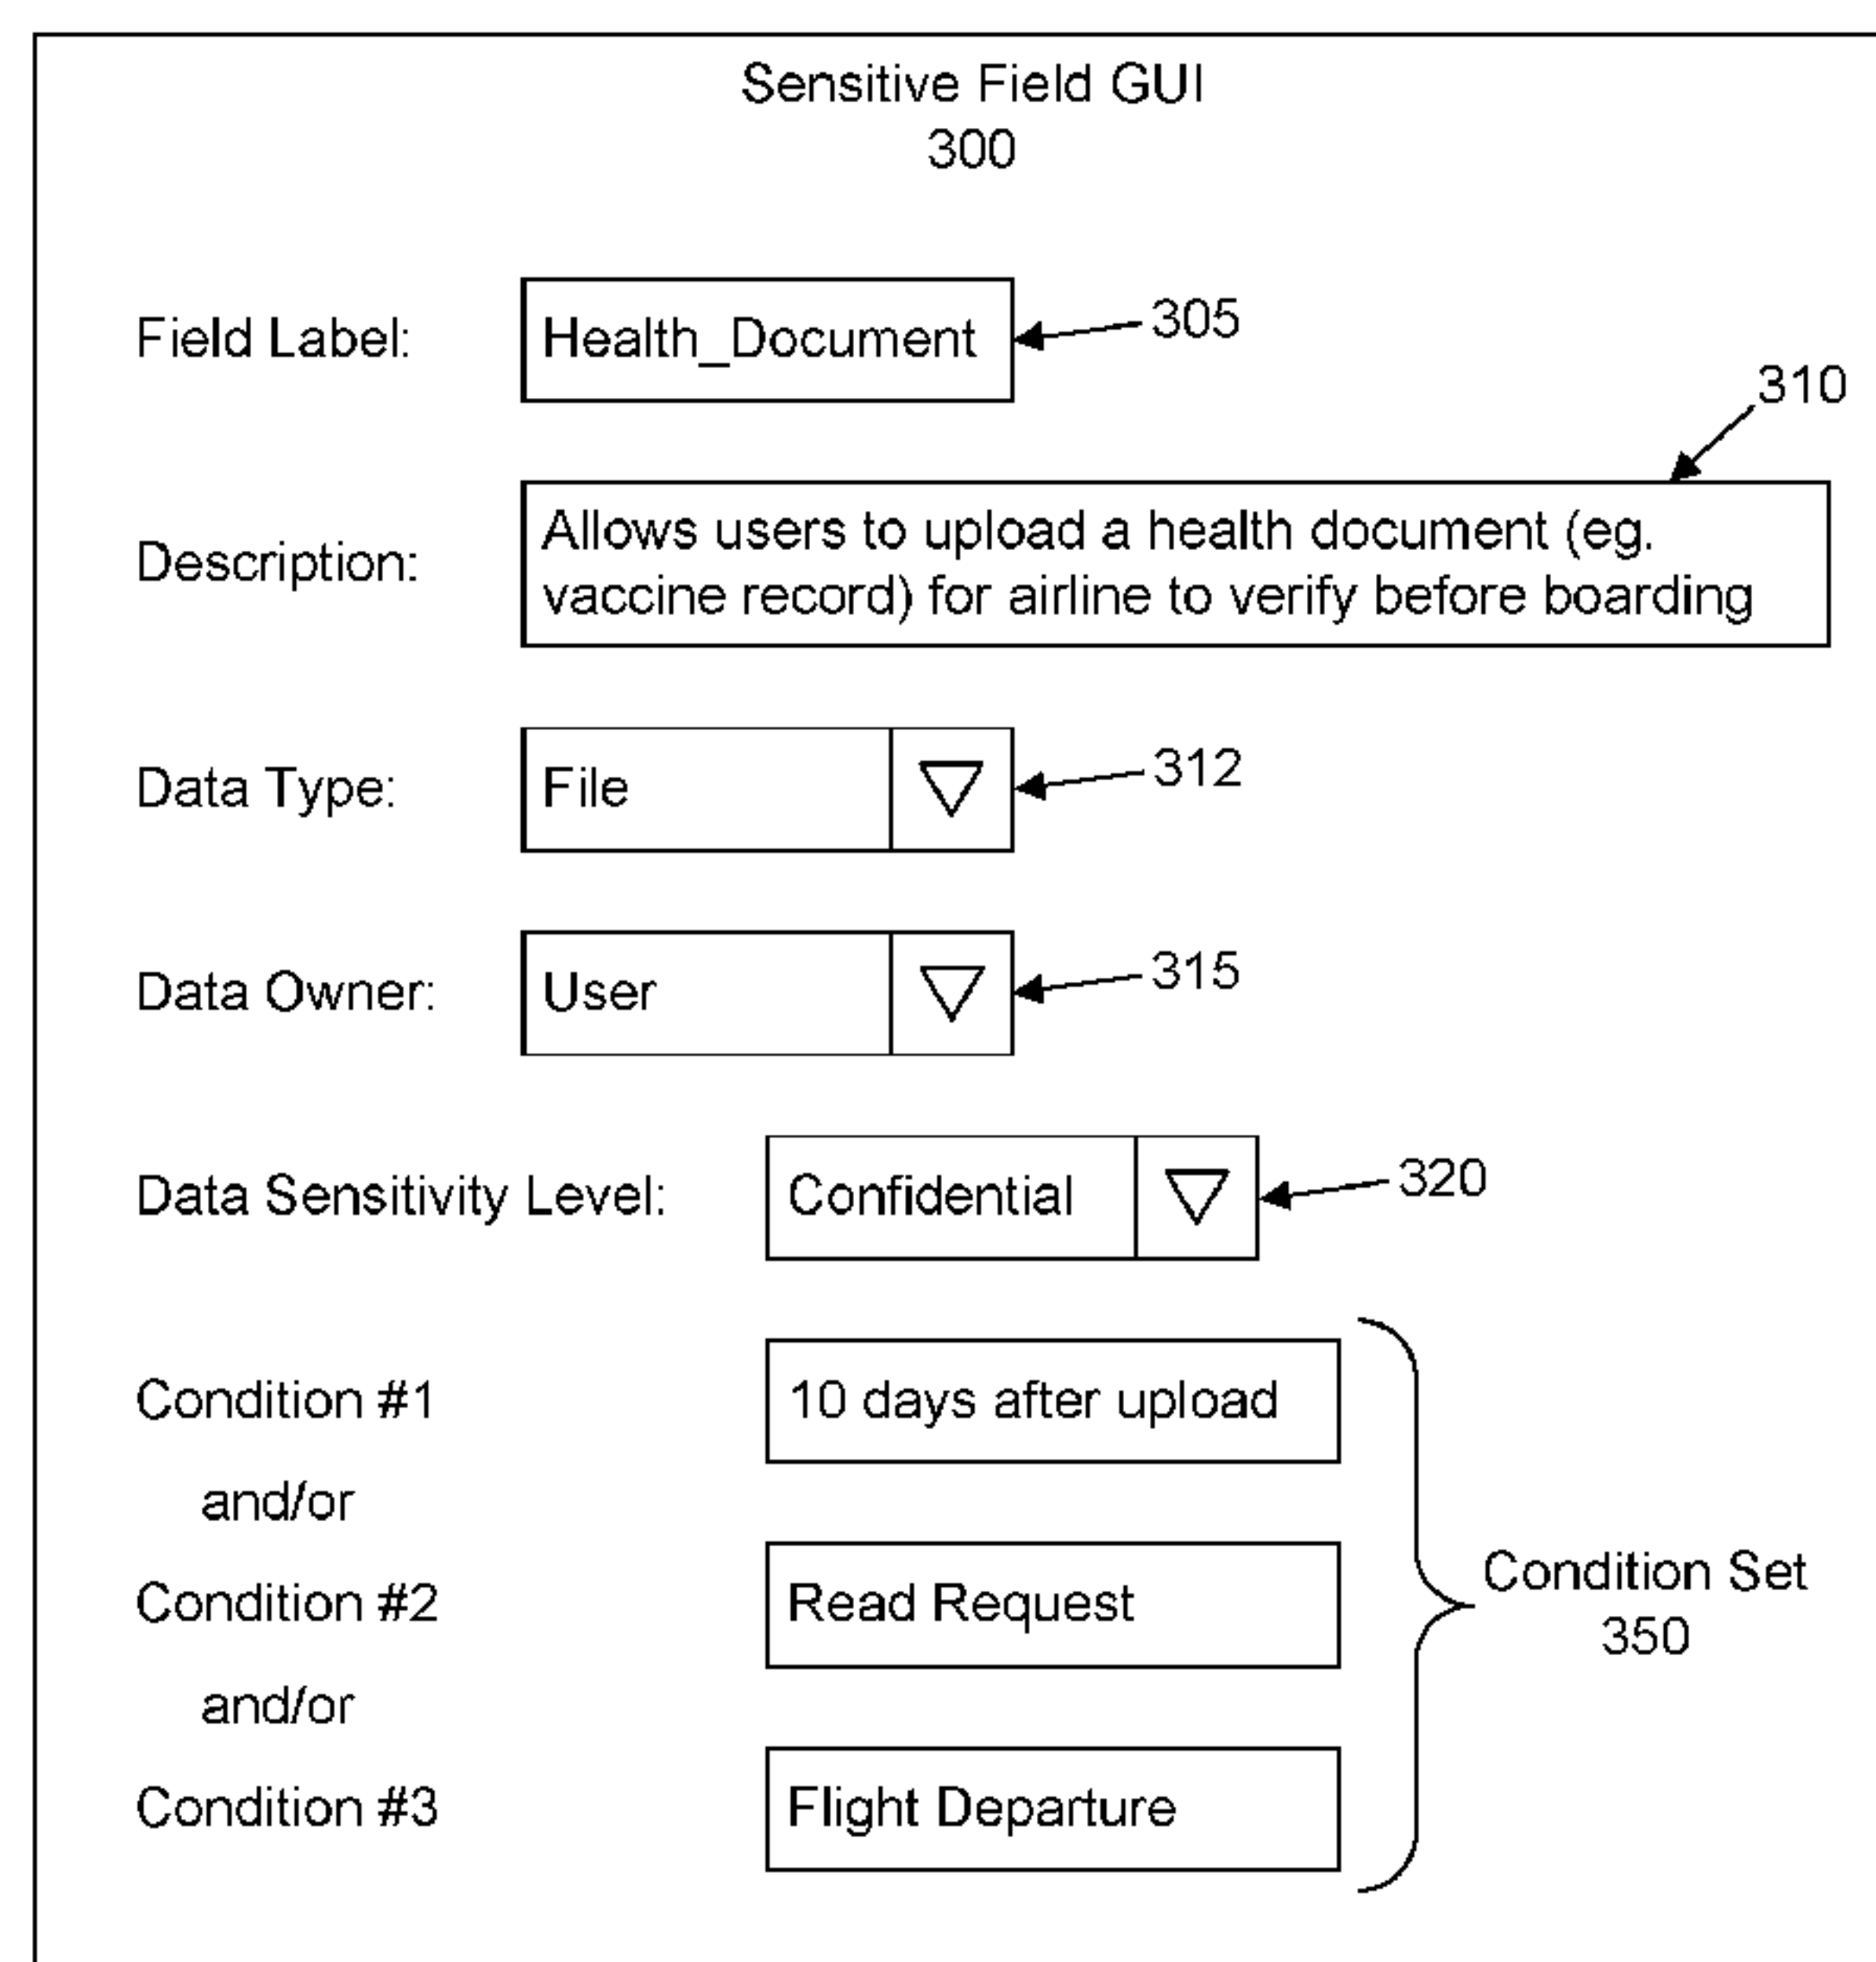 Sensitive Field GUI
300
Field Label: Health_Document 305
310
Description: Allows users to upload a health document (eg.
vaccine record) for airline to verify before boarding
Data Type: File 312
Data Owner: User 315
Data Sensitivity Level: Confidential 320
Condition #1 10 days after upload
and/or
Condition #2 Read Request
Condition Set
350
and/or
Condition #3 Flight Departure